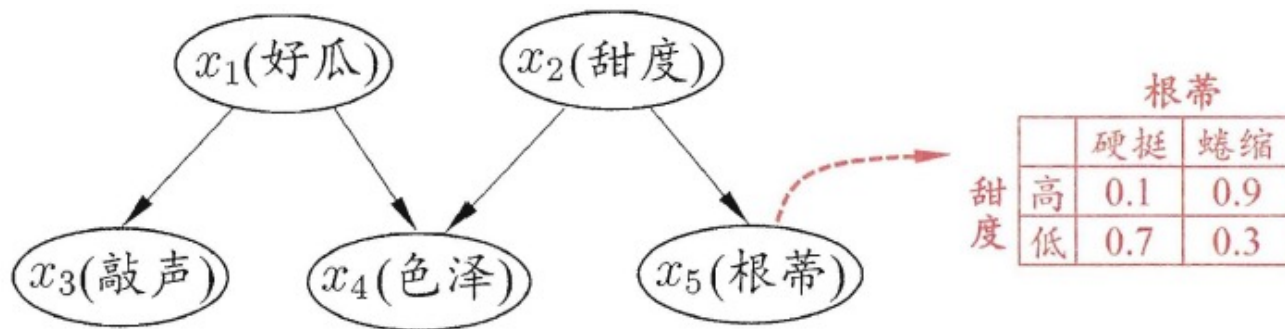 x₁(好瓜) x₂(甜度)
x₃(敲声) x₄(色泽) x₅(根蒂)
根蒂
硬挺 蜷缩
甜度
高 0.1 0.9
低 0.7 0.3